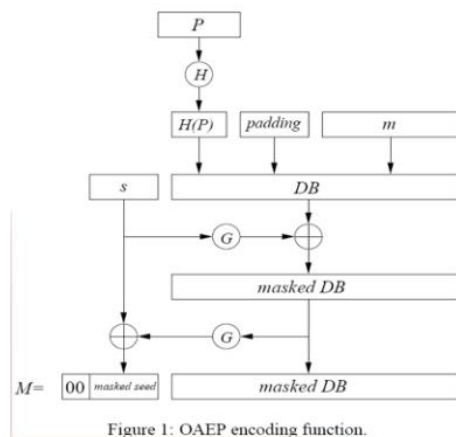 P
H
H(P) padding m
s DB
G
masked DB
G
M= 00 masked seed masked DB
Figure 1: OAEP encoding function.